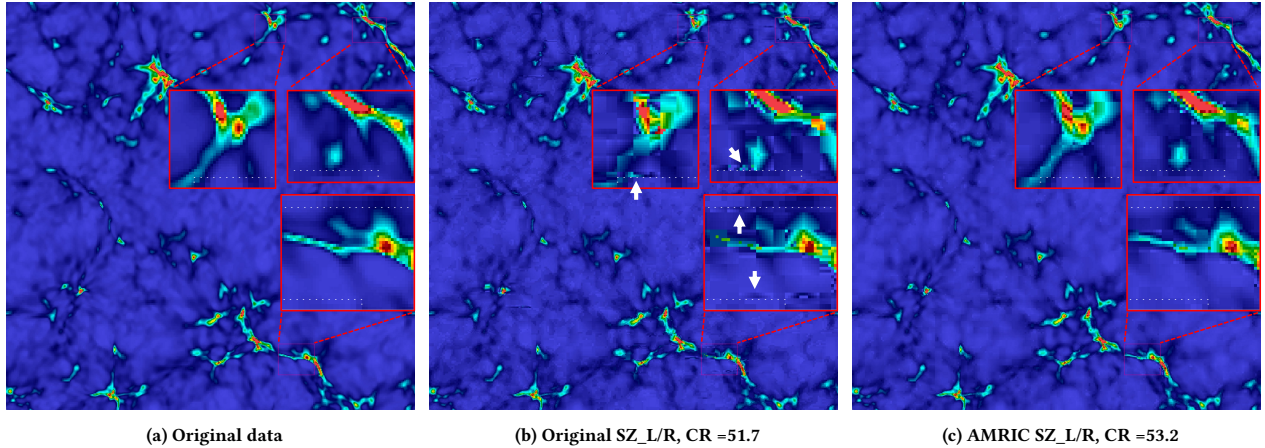 (a) Original data
(b) Original SZ_L/R, CR =51.7
(c) AMRIC SZ_L/R, CR =53.2